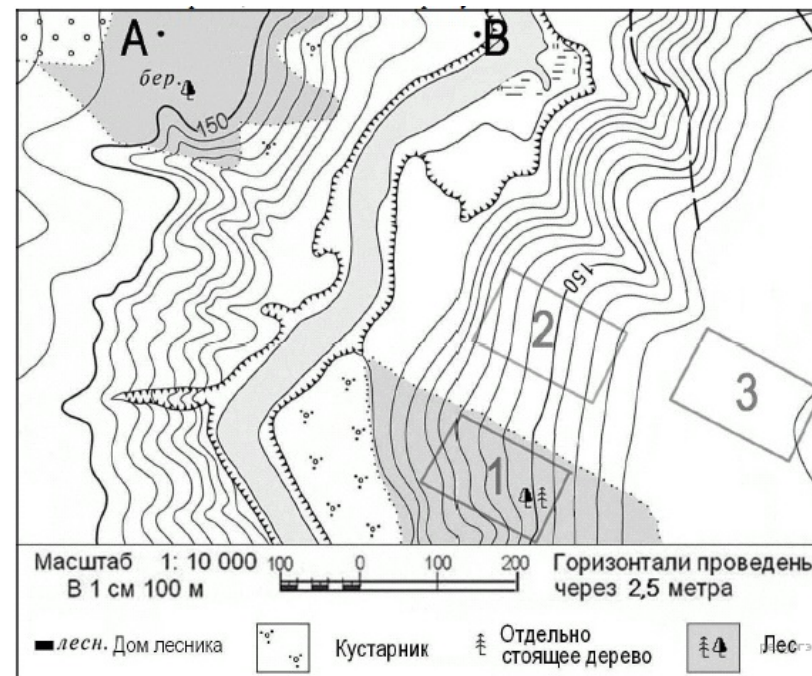 А В
бер.
150
150
2
3
1
Масштаб 1: 10 000 100 0 100 200 Горизонтали проведень
В 1 см 100 м через 2,5 метра
лесн. Дом лесника Кустарник Отдельно стоящее дерево Лес